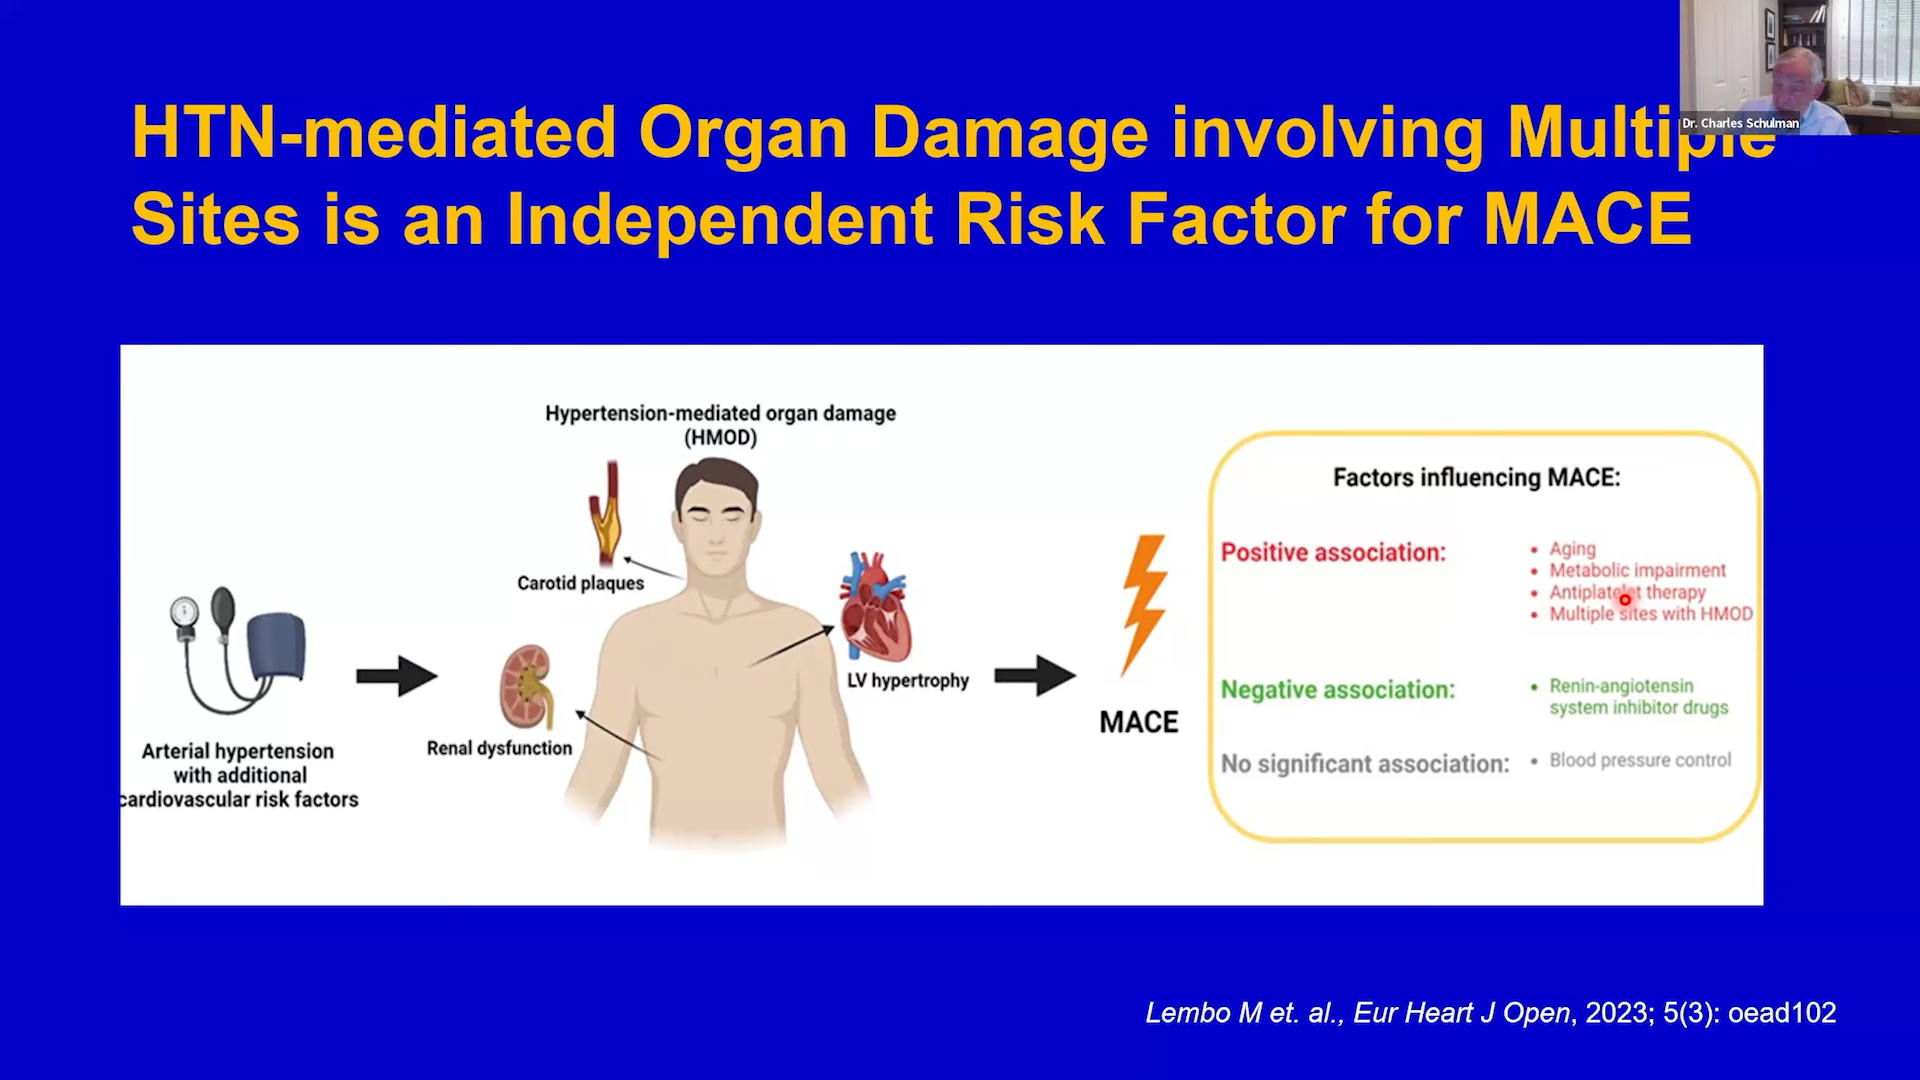 HTN-mediated Organ Damage involving Multiple
Sites is an Independent Risk Factor for MACE
Dr. Charles Schulman
Hypertension-mediated organ damage
(HMOD)
Carotid plaques
LV hypertrophy
Renal dysfunction
Arterial hypertension
with additional
cardiovascular risk factors
MACE
Factors influencing MACE:
Positive association:
• Aging
• Metabolic impairment
• Antiplatelet therapy
• Multiple sites with HMOD
Negative association:
• Renin-angiotensin
system inhibitor drugs
No significant association:
• Blood pressure control
Lembo M et. al., Eur Heart J Open, 2023; 5(3): oead102